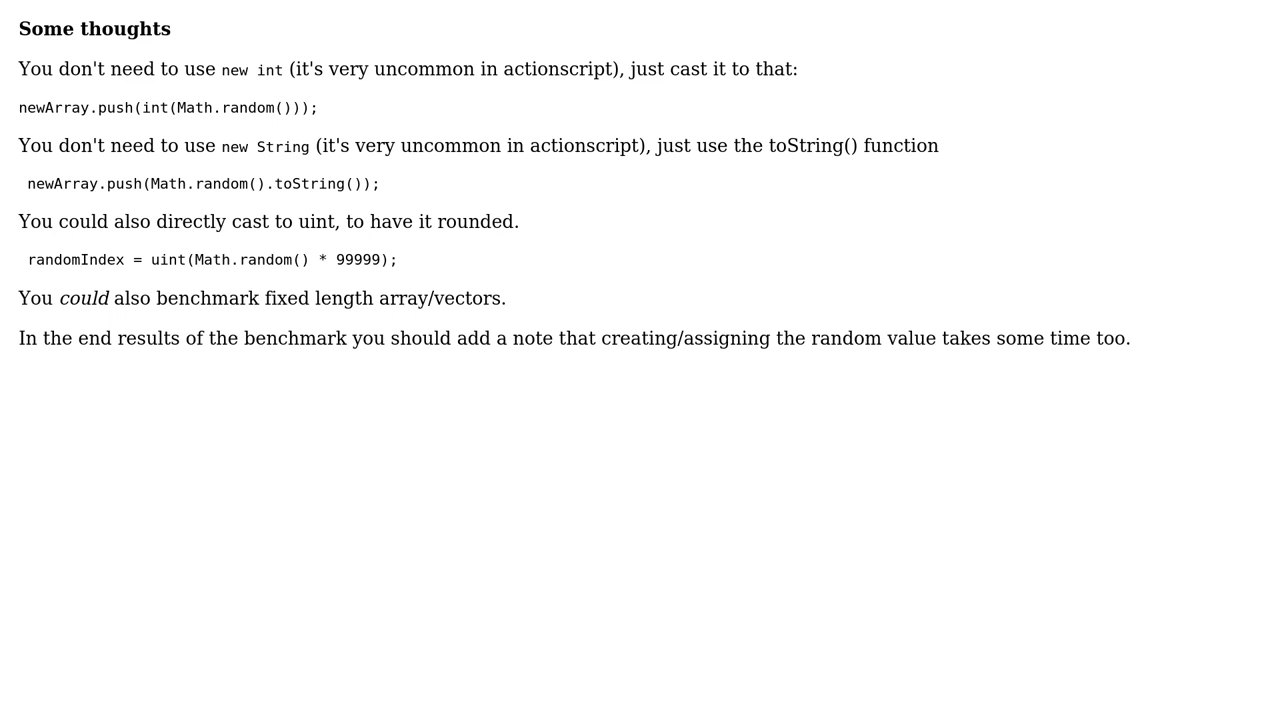 Some thoughts
You don't need to use new int (it's very uncommon in actionscript), just cast it to that:
newArray.push(int(Math.random()));
You don't need to use new String (it's very uncommon in actionscript), just use the toString() function
newArray.push(Math.random().toString());
You could also directly cast to uint, to have it rounded.
randomIndex = uint(Math.random() * 99999);
You could also benchmark fixed length array/vectors.
In the end results of the benchmark you should add a note that creating/assigning the random value takes some time too.